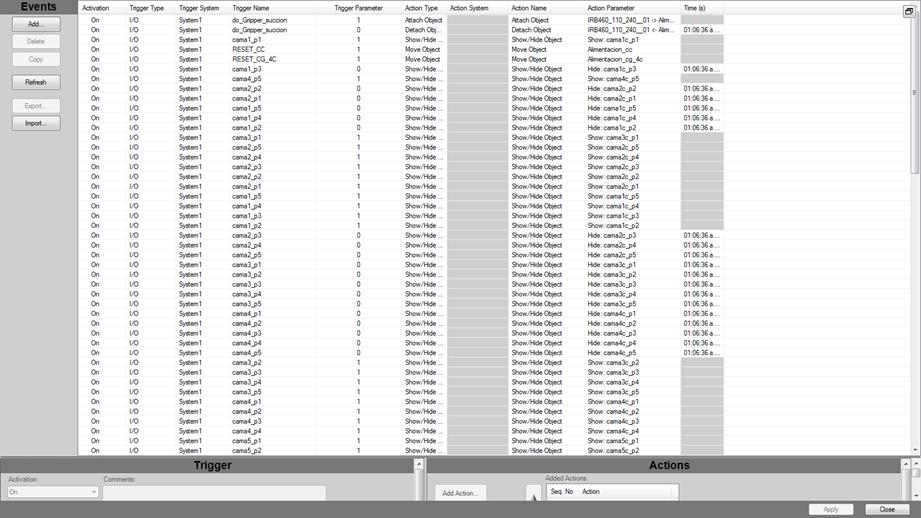 Events
Add...
Delete
Copy
Refresh
Export...
Import...
Activation Trigger Type Trigger System Trigger Name Trigger Parameter Action Type Action System Action Name Action Parameter Time (s)
On I/O System1 do_Gripper_succion 1 Attach Object Attach Object IRB460_110_240__01 -> Alim...
On I/O System1 do_Gripper_succion 0 Detach Obj... Detach Object IRB460_110_240__01 <- Alim... 01:06:36 a....
On I/O System1 cama1_p1 1 Show/Hide ... Show/Hide Object Show: cama1c_p1
On I/O System1 RESET_CC 1 Move Object Move Object Alimentacion_cc
On I/O System1 RESET_CG_4C 1 Move Object Move Object Alimentacion_cg_4c
On I/O System1 cama1_p3 0 Show/Hide ... Show/Hide Object Hide: cama1c_p3 01:06:36 a....
On I/O System1 cama4_p5 1 Show/Hide ... Show/Hide Object Show: cama4c_p5
On I/O System1 cama2_p2 0 Show/Hide ... Show/Hide Object Hide: cama2c_p2 01:06:36 a....
On I/O System1 cama2_p1 0 Show/Hide ... Show/Hide Object Hide: cama2c_p1 01:06:36 a....
On I/O System1 cama1_p5 0 Show/Hide ... Show/Hide Object Hide: cama1c_p5 01:06:36 a....
On I/O System1 cama1_p4 0 Show/Hide ... Show/Hide Object Hide: cama1c_p4 01:06:36 a....
On I/O System1 cama1_p2 0 Show/Hide ... Show/Hide Object Hide: cama1c_p2 01:06:36 a....
On I/O System1 cama3_p1 1 Show/Hide ... Show/Hide Object Show: cama3c_p1
On I/O System1 cama2_p5 1 Show/Hide ... Show/Hide Object Show: cama2c_p5
On I/O System1 cama2_p4 1 Show/Hide ... Show/Hide Object Show: cama2c_p4
On I/O System1 cama2_p3 1 Show/Hide ... Show/Hide Object Show: cama2c_p3
On I/O System1 cama2_p2 1 Show/Hide ... Show/Hide Object Show: cama2c_p2
On I/O System1 cama2_p1 1 Show/Hide ... Show/Hide Object Show: cama2c_p1
On I/O System1 cama1_p5 1 Show/Hide ... Show/Hide Object Show: cama1c_p5
On I/O System1 cama1_p4 1 Show/Hide ... Show/Hide Object Show: cama1c_p4
On I/O System1 cama1_p3 1 Show/Hide ... Show/Hide Object Show: cama1c_p3
On I/O System1 cama1_p2 1 Show/Hide ... Show/Hide Object Show: cama1c_p2
On I/O System1 cama2_p3 0 Show/Hide ... Show/Hide Object Hide: cama2c_p3 01:06:36 a....
On I/O System1 cama2_p4 0 Show/Hide ... Show/Hide Object Hide: cama2c_p4 01:06:36 a....
On I/O System1 cama2_p5 0 Show/Hide ... Show/Hide Object Hide: cama2c_p5 01:06:36 a....
On I/O System1 cama3_p1 0 Show/Hide ... Show/Hide Object Hide: cama3c_p1 01:06:36 a....
On I/O System1 cama3_p2 0 Show/Hide ... Show/Hide Object Hide: cama3c_p2 01:06:36 a....
On I/O System1 cama3_p3 0 Show/Hide ... Show/Hide Object Hide: cama3c_p3 01:06:36 a....
On I/O System1 cama3_p4 0 Show/Hide ... Show/Hide Object Hide: cama3c_p4 01:06:36 a....
On I/O System1 cama3_p5 0 Show/Hide ... Show/Hide Object Hide: cama3c_p5 01:06:36 a....
On I/O System1 cama4_p1 0 Show/Hide ... Show/Hide Object Hide: cama4c_p1 01:06:36 a....
On I/O System1 cama4_p2 0 Show/Hide ... Show/Hide Object Hide: cama4c_p2 01:06:36 a....
On I/O System1 cama4_p3 0 Show/Hide ... Show/Hide Object Hide: cama4c_p3 01:06:36 a....
On I/O System1 cama4_p4 0 Show/Hide ... Show/Hide Object Hide: cama4c_p4 01:06:36 a....
On I/O System1 cama4_p5 0 Show/Hide ... Show/Hide Object Hide: cama4c_p5 01:06:36 a....
On I/O System1 cama3_p2 1 Show/Hide ... Show/Hide Object Show: cama3c_p2
On I/O System1 cama3_p3 1 Show/Hide ... Show/Hide Object Show: cama3c_p3
On I/O System1 cama3_p4 1 Show/Hide ... Show/Hide Object Show: cama3c_p4
On I/O System1 cama3_p5 1 Show/Hide ... Show/Hide Object Show: cama3c_p5
On I/O System1 cama4_p1 1 Show/Hide ... Show/Hide Object Show: cama4c_p1
On I/O System1 cama4_p2 1 Show/Hide ... Show/Hide Object Show: cama4c_p2
On I/O System1 cama4_p3 1 Show/Hide ... Show/Hide Object Show: cama4c_p3
On I/O System1 cama4_p4 1 Show/Hide ... Show/Hide Object Show: cama4c_p4
On I/O System1 cama5_p1 1 Show/Hide ... Show/Hide Object Show: cama5c_p1
On I/O System1 cama5_p2 1 Show/Hide ... Show/Hide Object Show: cama5c_p2
Trigger
Activation: Comments:
On
Actions
Added Actions:
Add Action... Seq. No Action
Apply Close